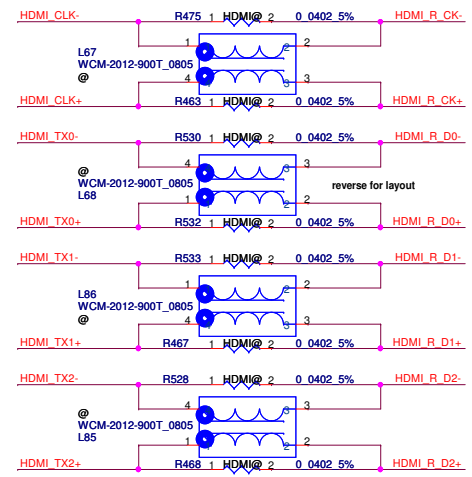 HDMI_CLK- R475 1 HDMI@ 2 0_0402_5% HDMI_R_CK-
1 2
L67
WCM-2012-900T_0805
@
4 3
HDMI_CLK+ R463 1 HDMI@ 2 0_0402_5% HDMI_R_CK+
HDMI_TX0- R530 1 HDMI@ 2 0_0402_5% HDMI_R_D0-
4 3
@
WCM-2012-900T_0805
L68
reverse for layout
1 2
HDMI_TX0+ R532 1 HDMI@ 2 0_0402_5% HDMI_R_D0+
HDMI_TX1- R533 1 HDMI@ 2 0_0402_5% HDMI_R_D1-
1 2
L86
WCM-2012-900T_0805
@
4 3
HDMI_TX1+ R467 1 HDMI@ 2 0_0402_5% HDMI_R_D1+
HDMI_TX2- R528 1 HDMI@ 2 0_0402_5% HDMI_R_D2-
4 3
@
WCM-2012-900T_0805
L85
1 2
HDMI_TX2+ R468 1 HDMI@ 2 0_0402_5% HDMI_R_D2+